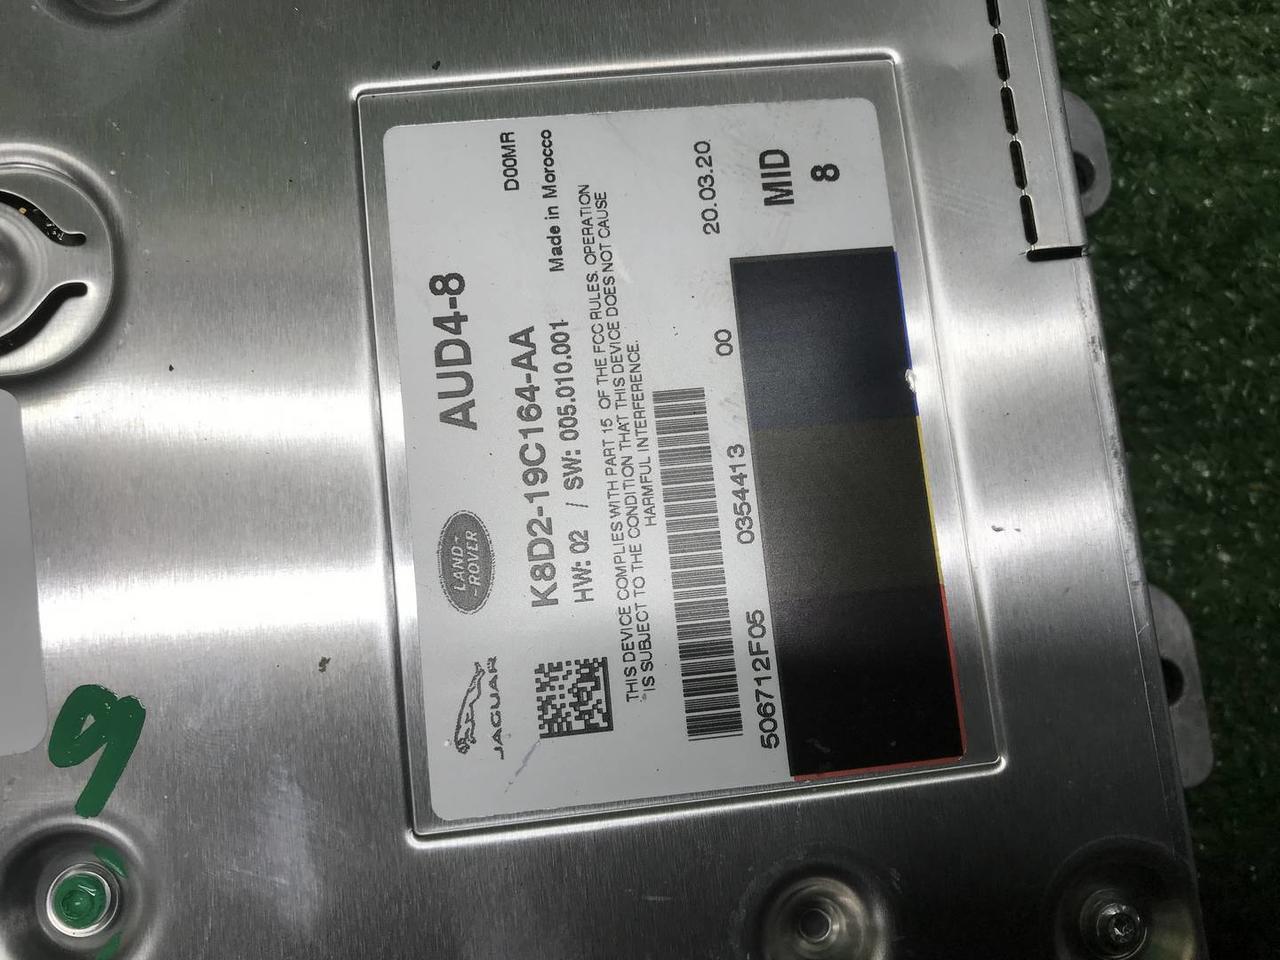 JAGUAR
LAND-
-ROVER
AUD4-8
D00MR
K8D2-19C164-AA
Made in Morocco
HW: 02 / SW: 005.010.001
THIS DEVICE COMPLIES WITH PART 15 OF THE FCC RULES. OPERATION
IS SUBJECT TO THE CONDITION THAT THIS DEVICE DOES NOT CAUSE
HARMFUL INTERFERENCE.
506712F05 0354413 00 20.03.20
MID
8